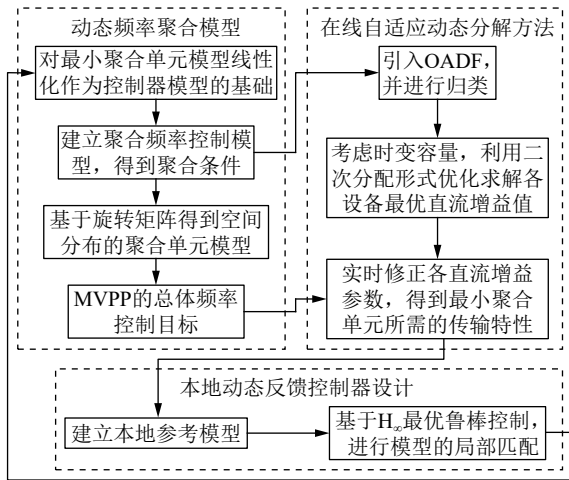 动态频率聚合模型
对最小聚合单元模型线性
化作为控制器模型的基础
建立聚合频率控制模
型，得到聚合条件
基于旋转矩阵得到空间
分布的聚合单元模型
MVPP的总体频率
控制目标
在线自适应动态分解方法
引入OADF，
并进行归类
考虑时变容量，利用二
次分配形式优化求解各
设备最优直流增益值
实时修正各直流增益
参数，得到最小聚合
单元所需的传输特性
本地动态反馈控制器设计
建立本地参考模型
基于H∞最优鲁棒控制，
进行模型的局部匹配